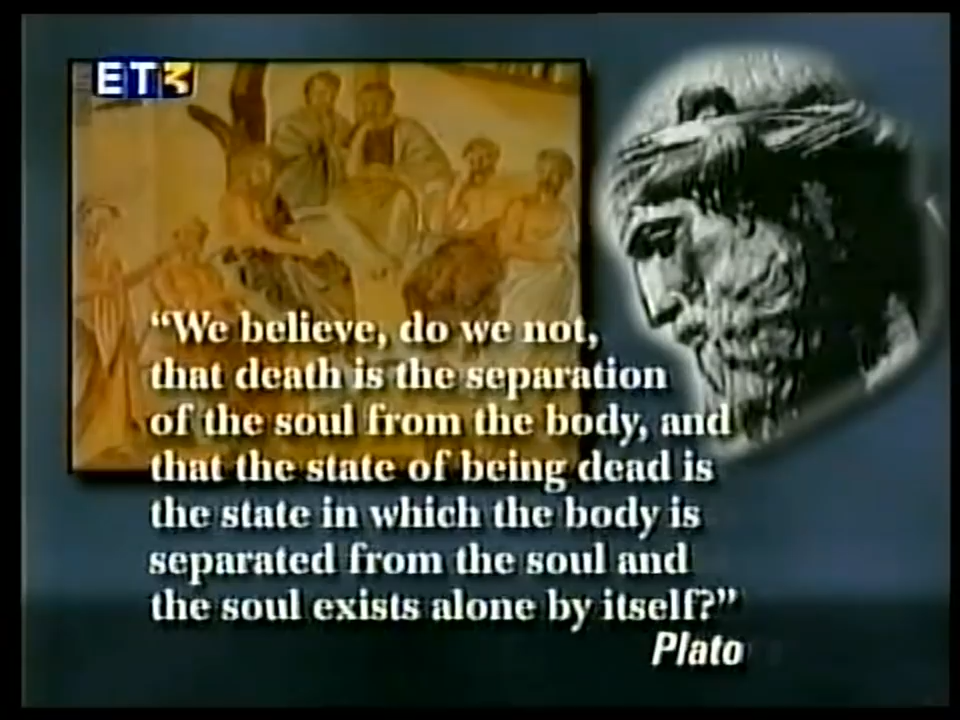 ET3
“We believe, do we not,
that death is the separation
of the soul from the body, and
that the state of being dead is
the state in which the body is
separated from the soul and
the soul exists alone by itself?”
Plato